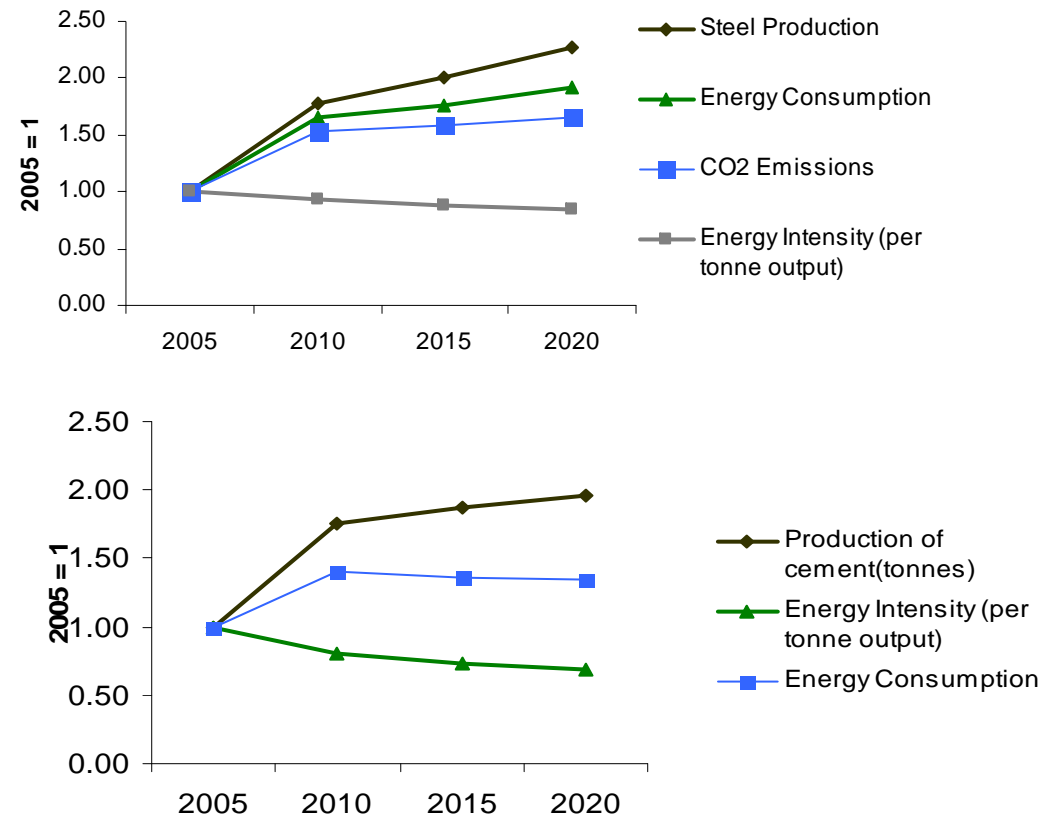 2.50
2.00
1.50
1.00
0.50
0.00
2005 = 1
2005 2010 2015 2020
Steel Production
Energy Consumption
CO2 Emissions
Energy Intensity (per
tonne output)
2.50
2.00
1.50
1.00
0.50
0.00
2005 = 1
2005 2010 2015 2020
Production of
cement(tonnes)
Energy Intensity (per
tonne output)
Energy Consumption